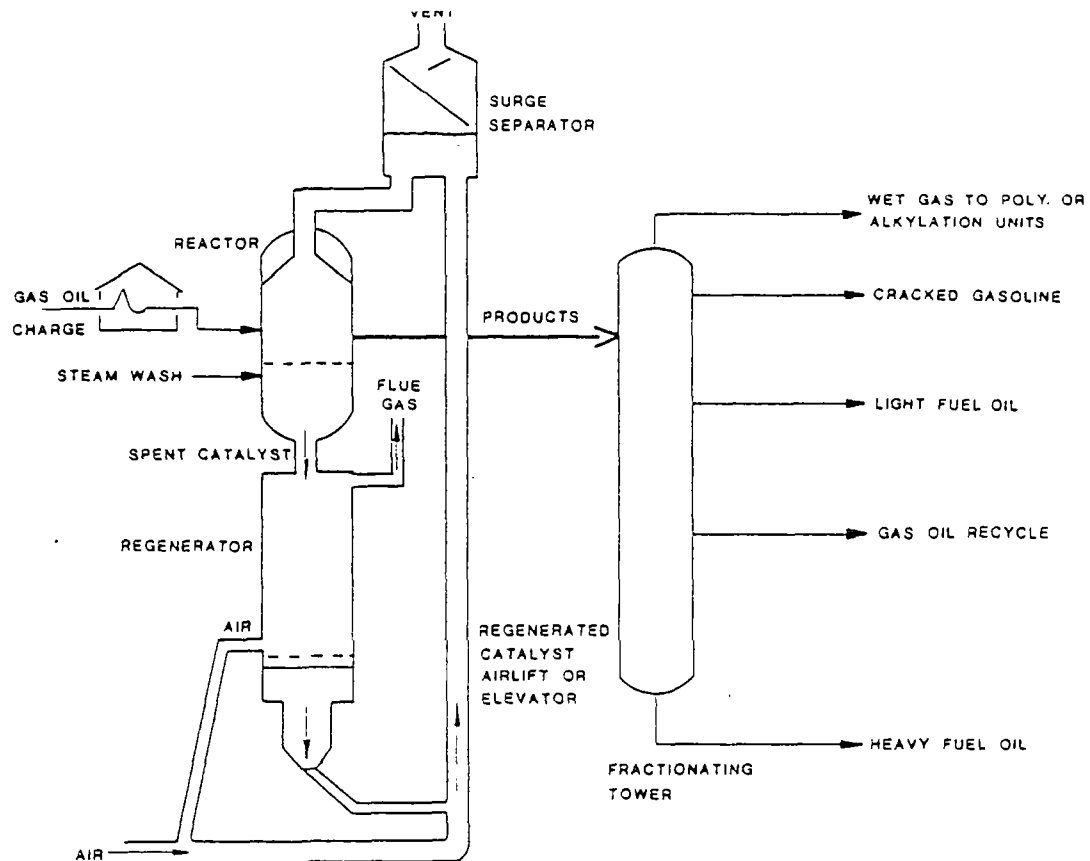 VENT
SURGE
SEPARATOR
WET GAS TO POLY. OR
ALKYLATION UNITS
REACTOR
GAS OIL
CHARGE
CRACKED GASOLINE
PRODUCTS
STEAM WASH
FLUE
GAS
LIGHT FUEL OIL
SPENT CATALYST
GAS OIL RECYCLE
REGENERATOR
AIR
REGENERATED
CATALYST
AIRLIFT OR
ELEVATOR
HEAVY FUEL OIL
FRACTIONATING
TOWER
AIR